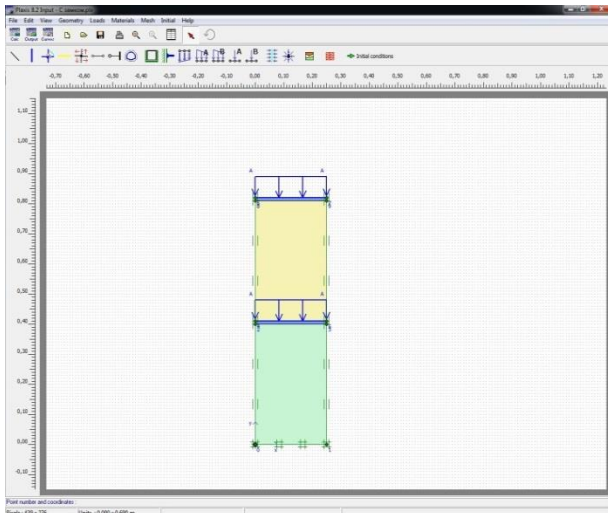 Plaxis 8.2 Input - C
File Edit View Geometry Loads Materials Mesh Initial Help
Calc Output Curves
Initial conditions
-0,70 -0,60 -0,50 -0,40 -0,30 -0,20 -0,10 0,00 0,10 0,20 0,30 0,40 0,50 0,60 0,70 0,80 0,90 1,00 1,10 1,20
1,10
1,00
0,90
A A
0,80
0,70
0,60
0,50
A A
0,40
0,30
0,20
0,10
0,00
-0,10
Point number and coordinates
Units